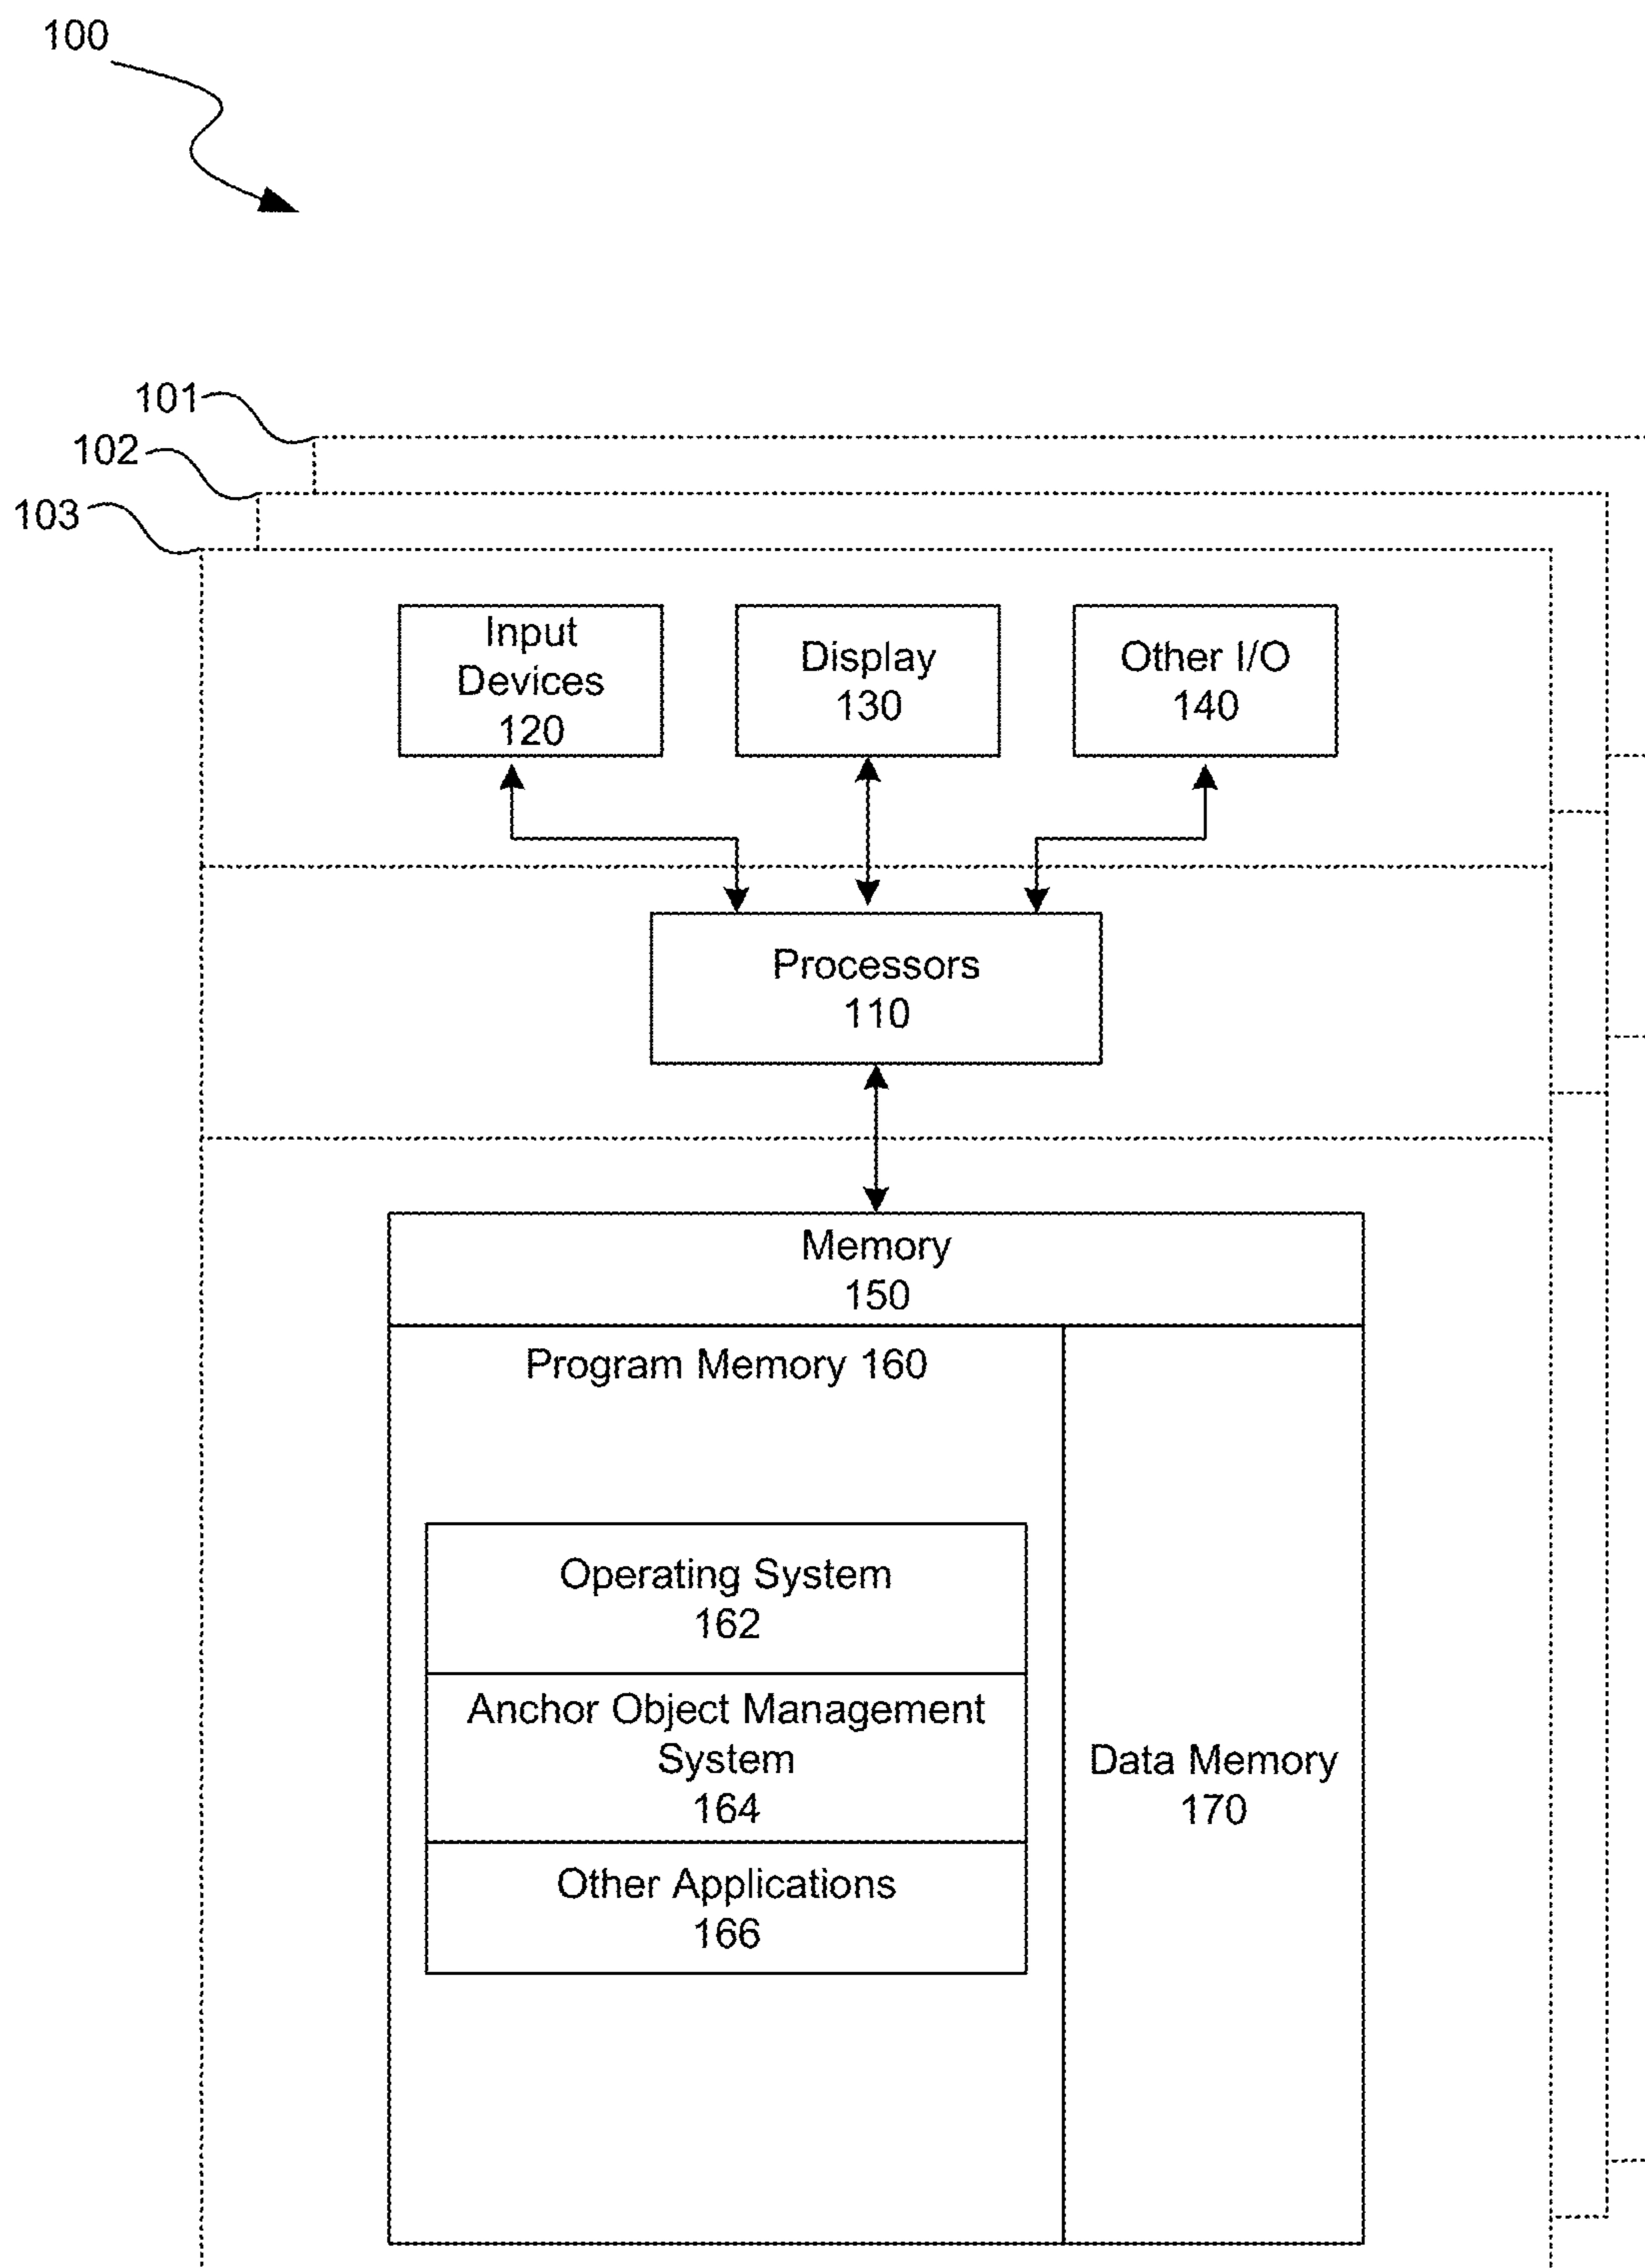 100
101
102
103
Input
Devices
120
Display
130
Other I/O
140
Processors
110
Memory
150
Program Memory 160
Operating System
162
Anchor Object Management
System
164
Other Applications
166
Data Memory
170